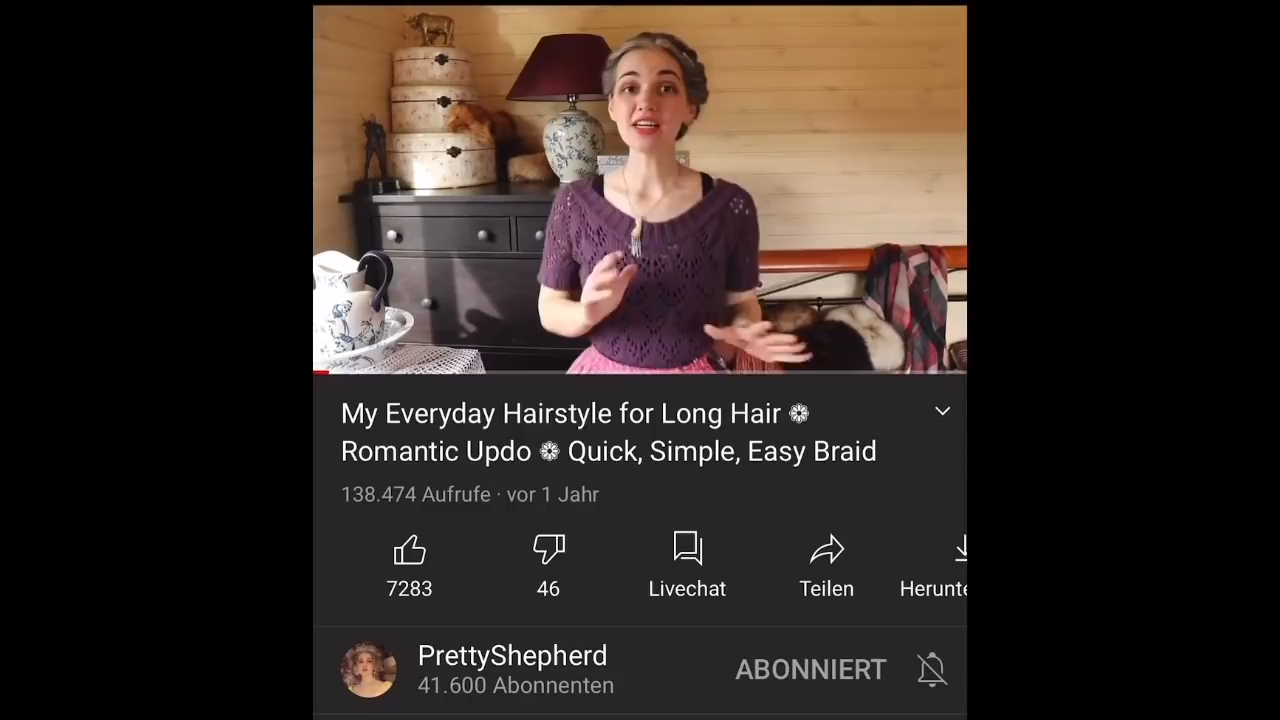 My Everyday Hairstyle for Long Hair ❁
Romantic Updo ❁ Quick, Simple, Easy Braid
138.474 Aufrufe · vor 1 Jahr
7283
46
Livechat
Teilen
Herunte
PrettyShepherd
41.600 Abonnenten
ABONNIERT